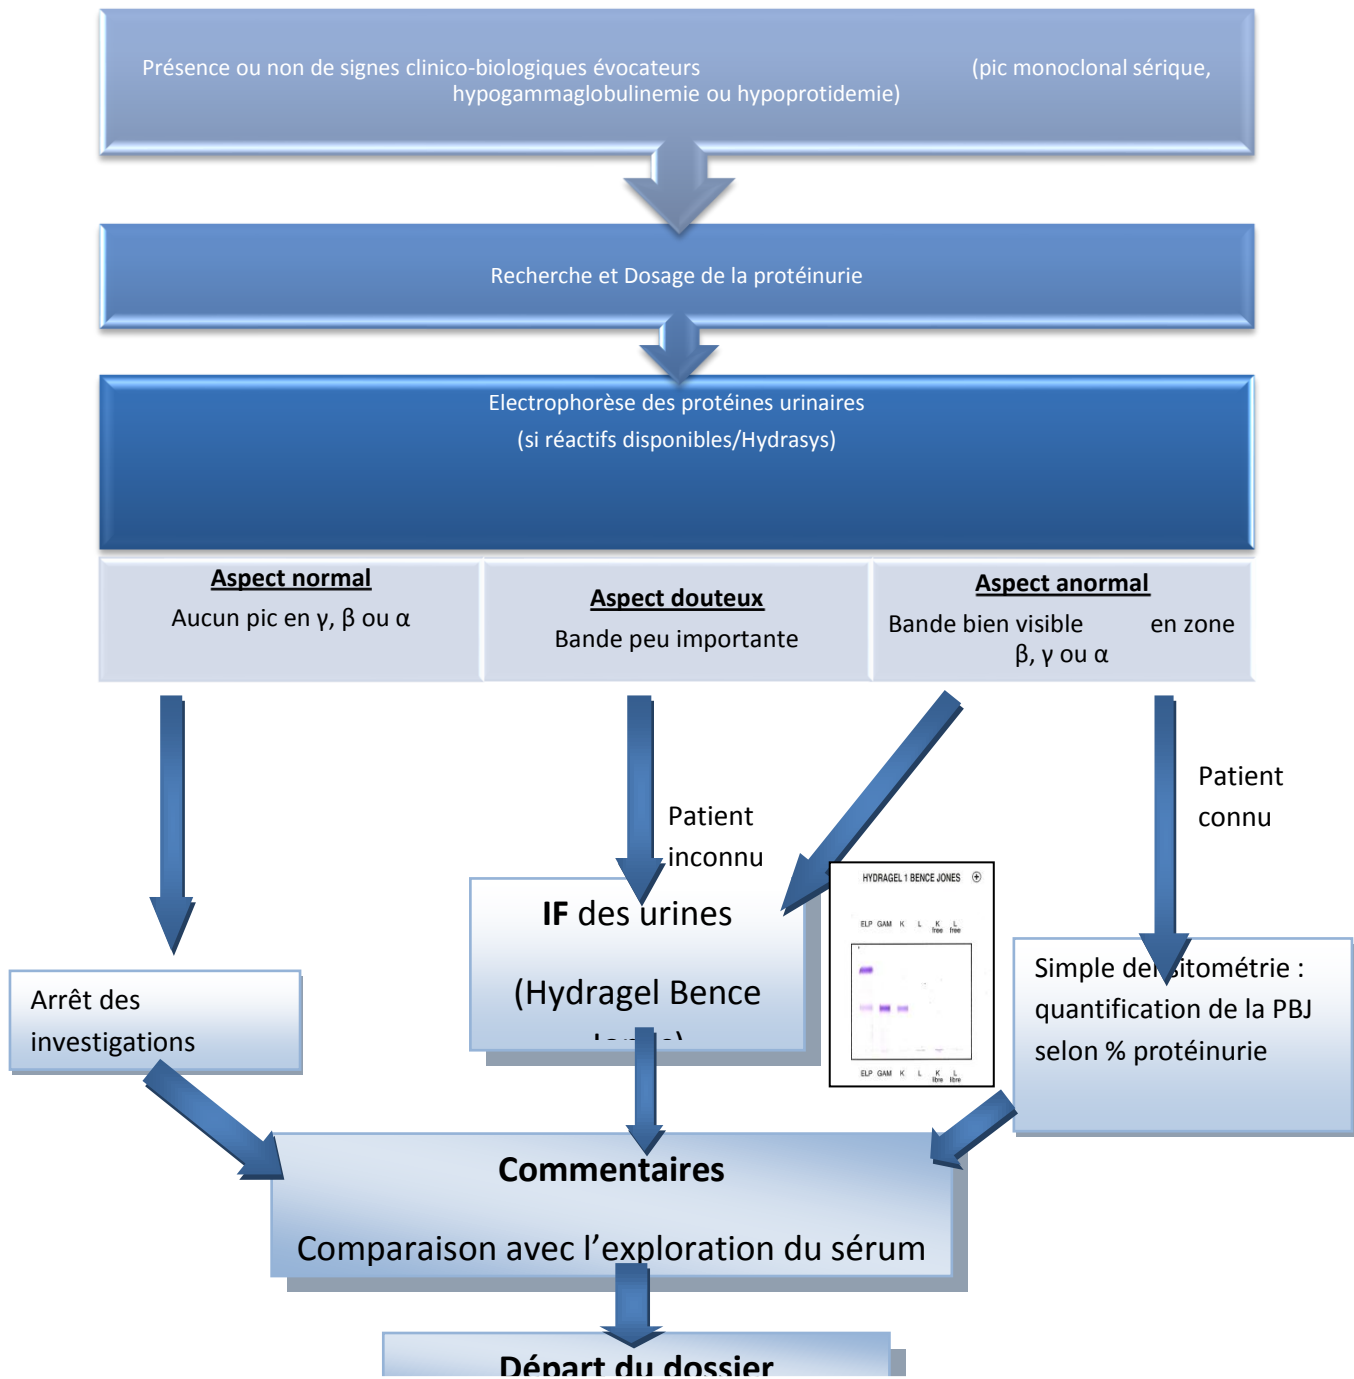 Présence ou non de signes clinico-biologiques évocateurs (pic monoclonal sérique,
hypogammaglobulinemie ou hypoprotidemie)
Recherche et Dosage de la protéinurie
Electrophorèse des protéines urinaires
(si réactifs disponibles/Hydrasys)
Aspect normal
Aucun pic en γ, β ou α
Aspect douteux
Bande peu importante
Aspect anormal
Bande bien visible en zone
β, γ ou α
Patient
inconnu
Patient
connu
Arrêt des
investigations
IF des urines
(Hydragel Bence
HYDRAGEL 1 BENCE JONES +
ELP GAM K L K free L free
ELP GAM K L K libre L libre
Simple densitométrie :
quantification de la PBJ
selon % protéinurie
Commentaires
Comparaison avec l'exploration du sérum
Départ du dossier